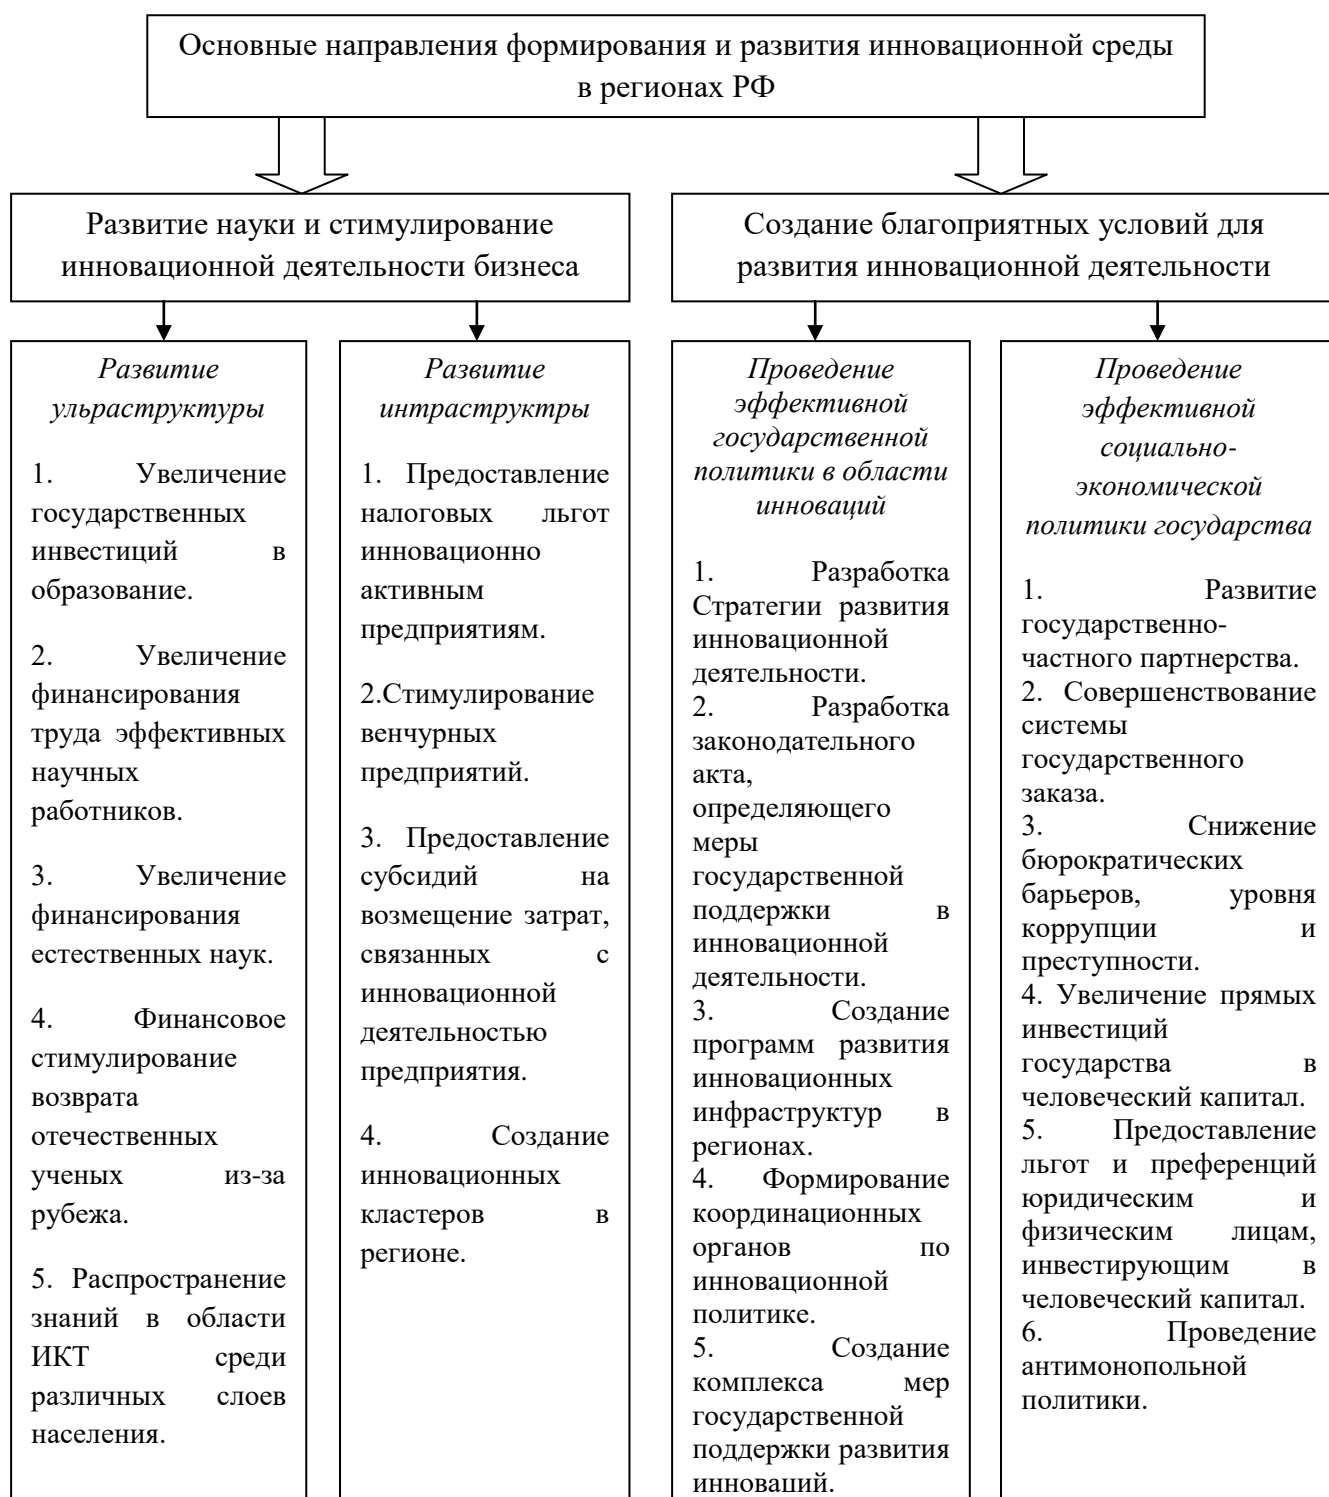 Основные направления формирования и развития инновационной среды
в регионах РФ
Развитие науки и стимулирование
инновационной деятельности бизнеса
Создание благоприятных условий для
развития инновационной деятельности
Развитие
ульраструктуры
1. Увеличение
государственных
инвестиций в
образование.
2. Увеличение
финансирования
труда эффективных
научных
работников.
3. Увеличение
финансирования
естественных наук.
4. Финансовое
стимулирование
возврата
отечественных
ученых из-за
рубежа.
5. Распространение
знаний в области
ИКТ среди
различных слоев
населения.
Развитие
интраструктры
1. Предоставление
налоговых льгот
инновационно
активным
предприятиям.
2.Стимулирование
венчурных
предприятий.
3. Предоставление
субсидий на
возмещение затрат,
связанных с
инновационной
деятельностью
предприятия.
4. Создание
инновационных
кластеров в
регионе.
Проведение
эффективной
государственной
политики в области
инноваций
1. Разработка
Стратегии развития
инновационной
деятельности.
2. Разработка
законодательного
акта,
определяющего
меры
государственной
поддержки в
инновационной
деятельности.
3. Создание
программ развития
инновационных
инфраструктур в
регионах.
4. Формирование
координационных
органов по
инновационной
политике.
5. Создание
комплекса мер
государственной
поддержки развития
инноваций.
Проведение
эффективной
социально-
экономической
политики государства
1. Развитие
государственно-
частного партнерства.
2. Совершенствование
системы
государственного
заказа.
3. Снижение
бюрократических
барьеров, уровня
коррупции и
преступности.
4. Увеличение прямых
инвестиций
государства в
человеческий капитал.
5. Предоставление
льгот и преференций
юридическим и
физическим лицам,
инвестирующим в
человеческий капитал.
6. Проведение
антимонопольной
политики.